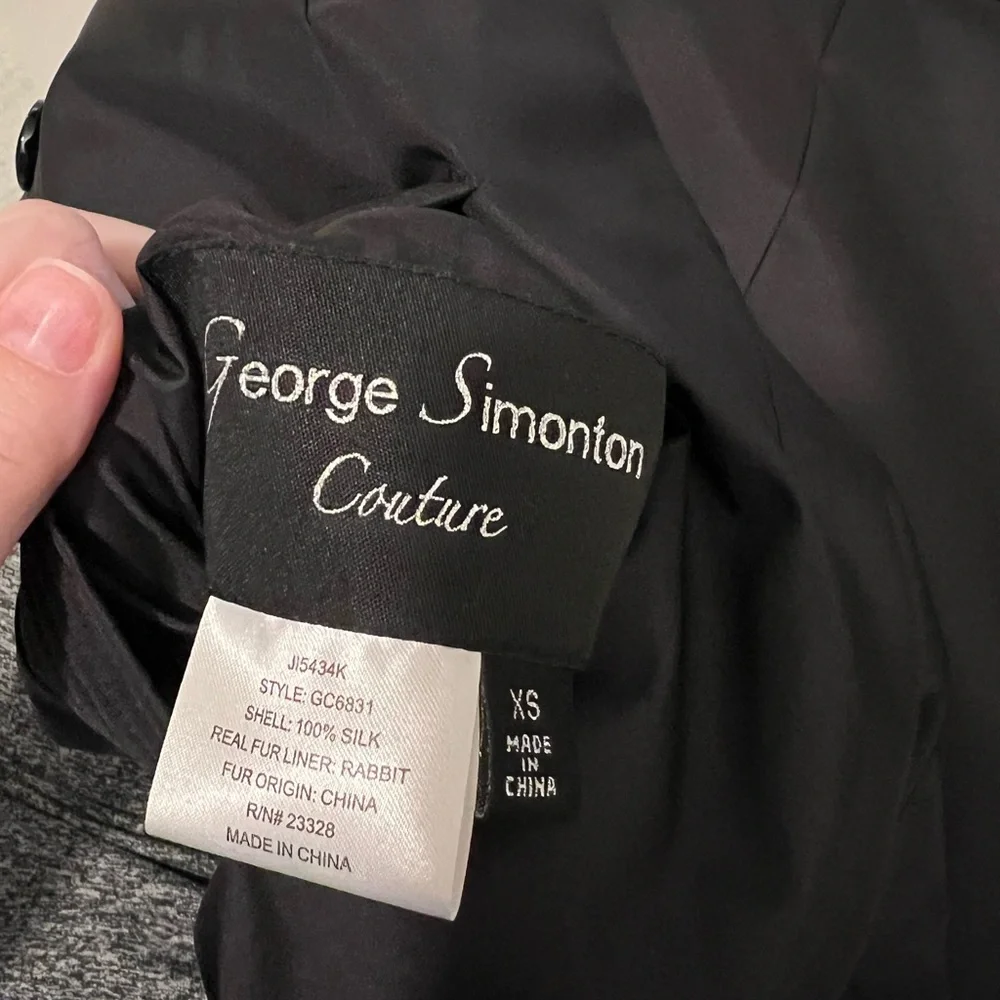 George Simonton
Couture
JI5434K
STYLE: GC6831
SHELL: 100% SILK
REAL FUR LINER: RABBIT
FUR ORIGIN: CHINA
R/N# 23328
MADE IN CHINA
XS
MADE
IN
CHINA